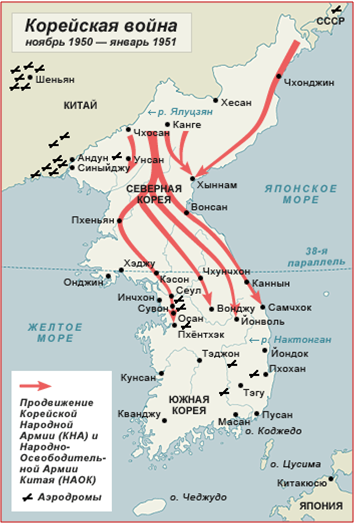 Корейская война
ноябрь 1950 — январь 1951
СССР
Шеньян
КИТАЙ
Чхонджин
Хесан
← р. Ялуцзян
Канге
Чхосан
Андун
Синыйджу
Унсан
Хыннам
СЕВЕРНАЯ
КОРЕЯ
ЯПОНСКОЕ
МОРЕ
Вонсан
Пхеньян
38-я
параллель
Хэджу
Кэсон
Чхунчхон
Каннын
Онджин
Сеул
Инчхон
Сувон
Осан
Вонджу
Самчхок
Йонволь
Пхёнтхэк
ЖЕЛТОЕ
МОРЕ
← р. Нактонган
Тэджон
Йондок
Пхохан
Кунсан
Тэгу
ЮЖНАЯ
КОРЕЯ
Кванджу
Масан
Пусан
о. Коджедо
о. Цусима
Китакюсю
о. Чеджудо
ЯПОНИЯ
Продвижение
Корейской
Народной
Армии (КНА) и
Народно-
Освободитель-
ной Армии
Китая (НАОК)
Аэродромы